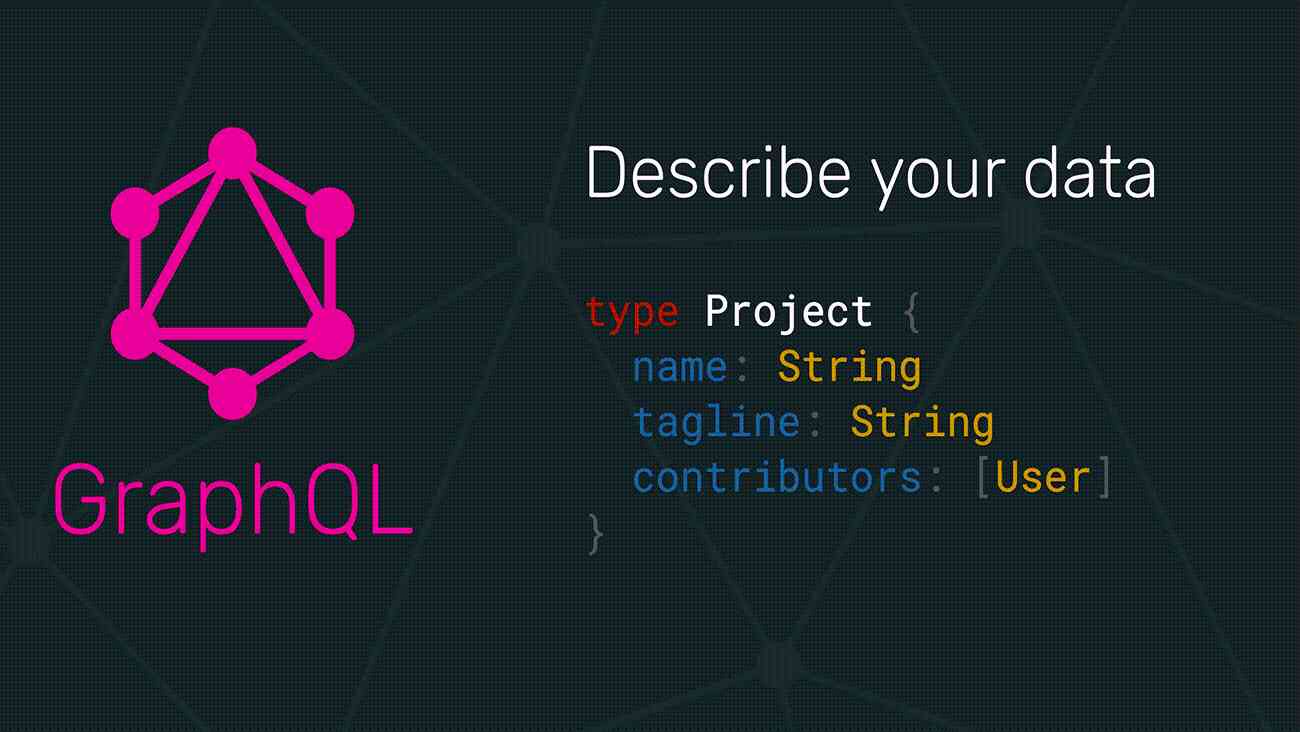 GraphQL
Describe your data
type Project {
  name: String
  tagline: String
  contributors: [User]
}